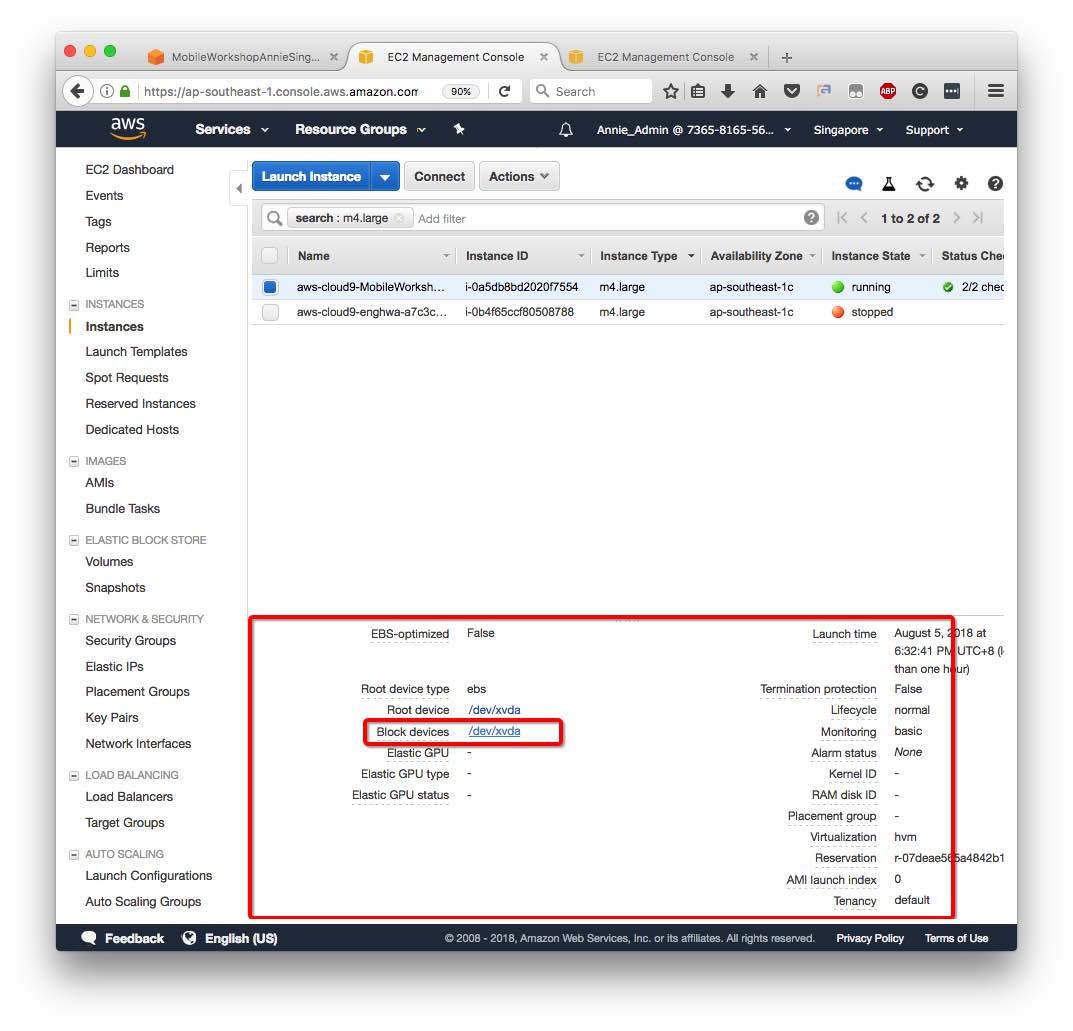 MobileWorkshopAnnieSing...
EC2 Management Console
EC2 Management Console
https://ap-southeast-1.console.aws.amazon.com
90%
Search
ABP
aws
Services
Resource Groups
Annie_Admin @ 7365-8165-56...
Singapore
Support
EC2 Dashboard
Events
Tags
Reports
Limits
INSTANCES
Instances
Launch Templates
Spot Requests
Reserved Instances
Dedicated Hosts
IMAGES
AMIs
Bundle Tasks
ELASTIC BLOCK STORE
Volumes
Snapshots
NETWORK & SECURITY
Security Groups
Elastic IPs
Placement Groups
Key Pairs
Network Interfaces
LOAD BALANCING
Load Balancers
Target Groups
AUTO SCALING
Launch Configurations
Auto Scaling Groups
Launch Instance
Connect
Actions
search : m4.large
Add filter
1 to 2 of 2
Name Instance ID Instance Type Availability Zone Instance State Status Che
aws-cloud9-MobileWorksh... i-0a5db8bd2020f7554 m4.large ap-southeast-1c running 2/2 chec
aws-cloud9-enghwa-a7c3c... i-0b4f65ccf80508788 m4.large ap-southeast-1c stopped
EBS-optimized False
Root device type ebs
Root device /dev/xvda
Block devices /dev/xvda
Elastic GPU -
Elastic GPU type -
Elastic GPU status -
Launch time August 5, 2018 at
6:32:41 PM UTC+8 (le
than one hour)
Termination protection False
Lifecycle normal
Monitoring basic
Alarm status None
Kernel ID -
RAM disk ID -
Placement group -
Virtualization hvm
Reservation r-07deae565a4842b1
AMI launch index 0
Tenancy default
Feedback
English (US)
© 2008 - 2018, Amazon Web Services, Inc. or its affiliates. All rights reserved.
Privacy Policy
Terms of Use